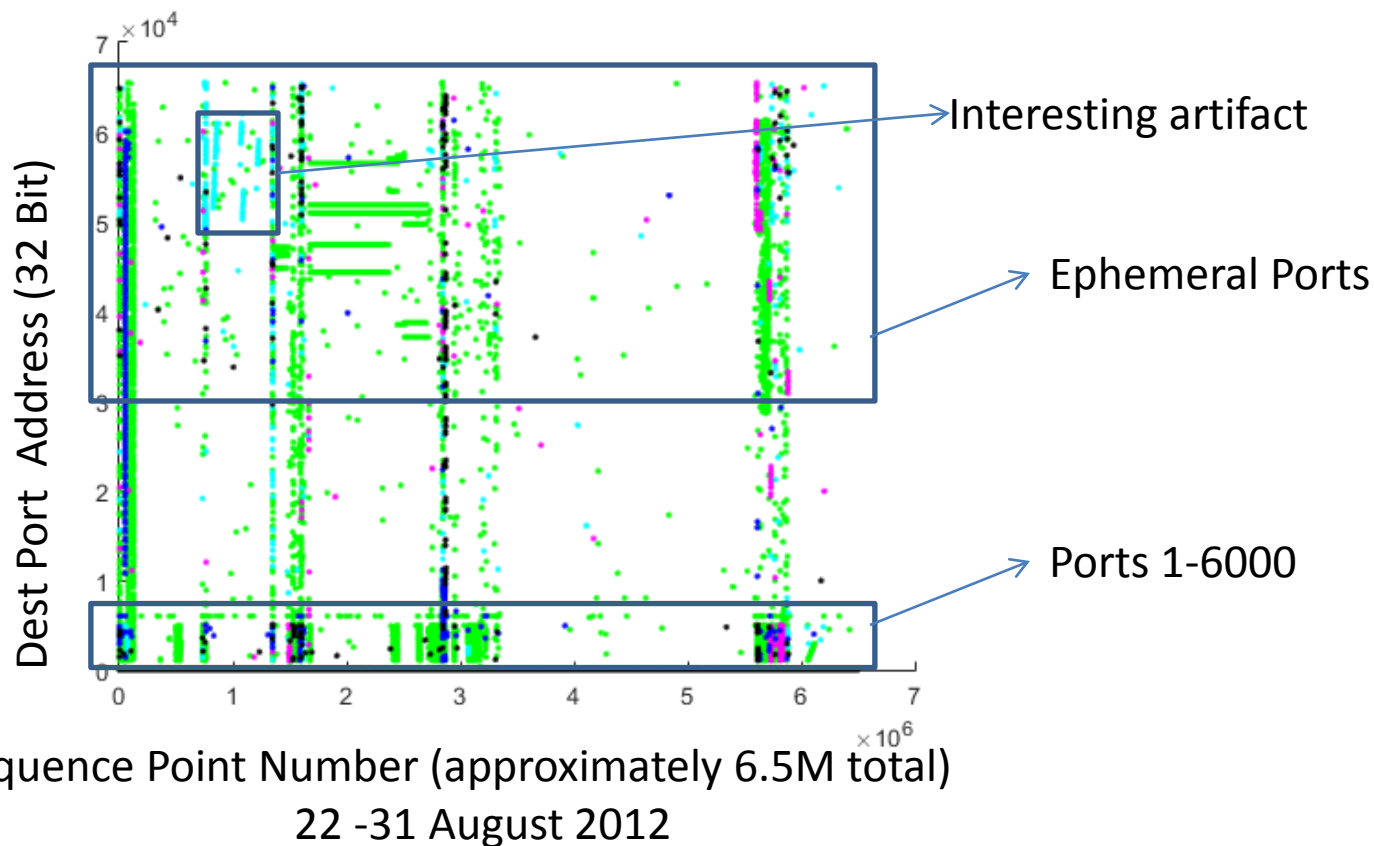 ×10⁴
7
6
5
4
3
2
1
0
Dest Port Address (32 Bit)
Interesting artifact
Ephemeral Ports
Ports 1-6000
0 1 2 3 4 5 6 7
×10⁶
quence Point Number (approximately 6.5M total)
22 -31 August 2012